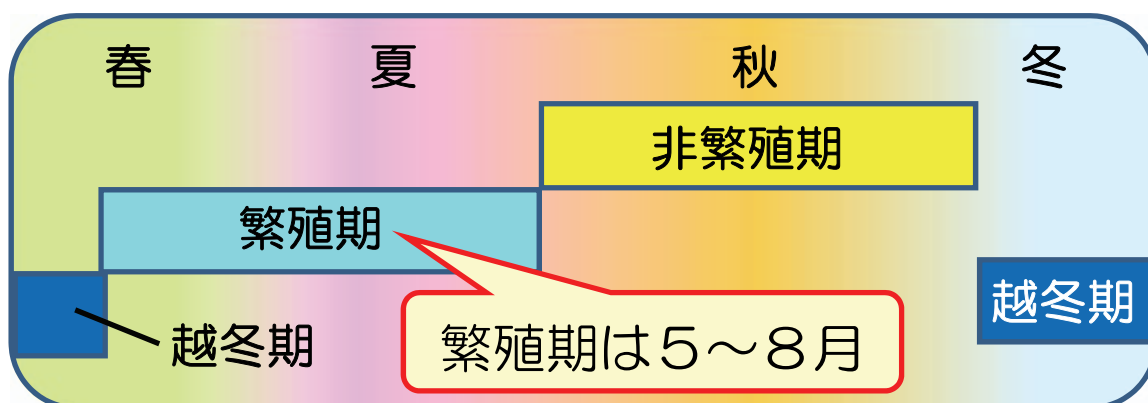 春 夏 秋 冬
非繁殖期
繁殖期
越冬期
越冬期
繁殖期は5～8月